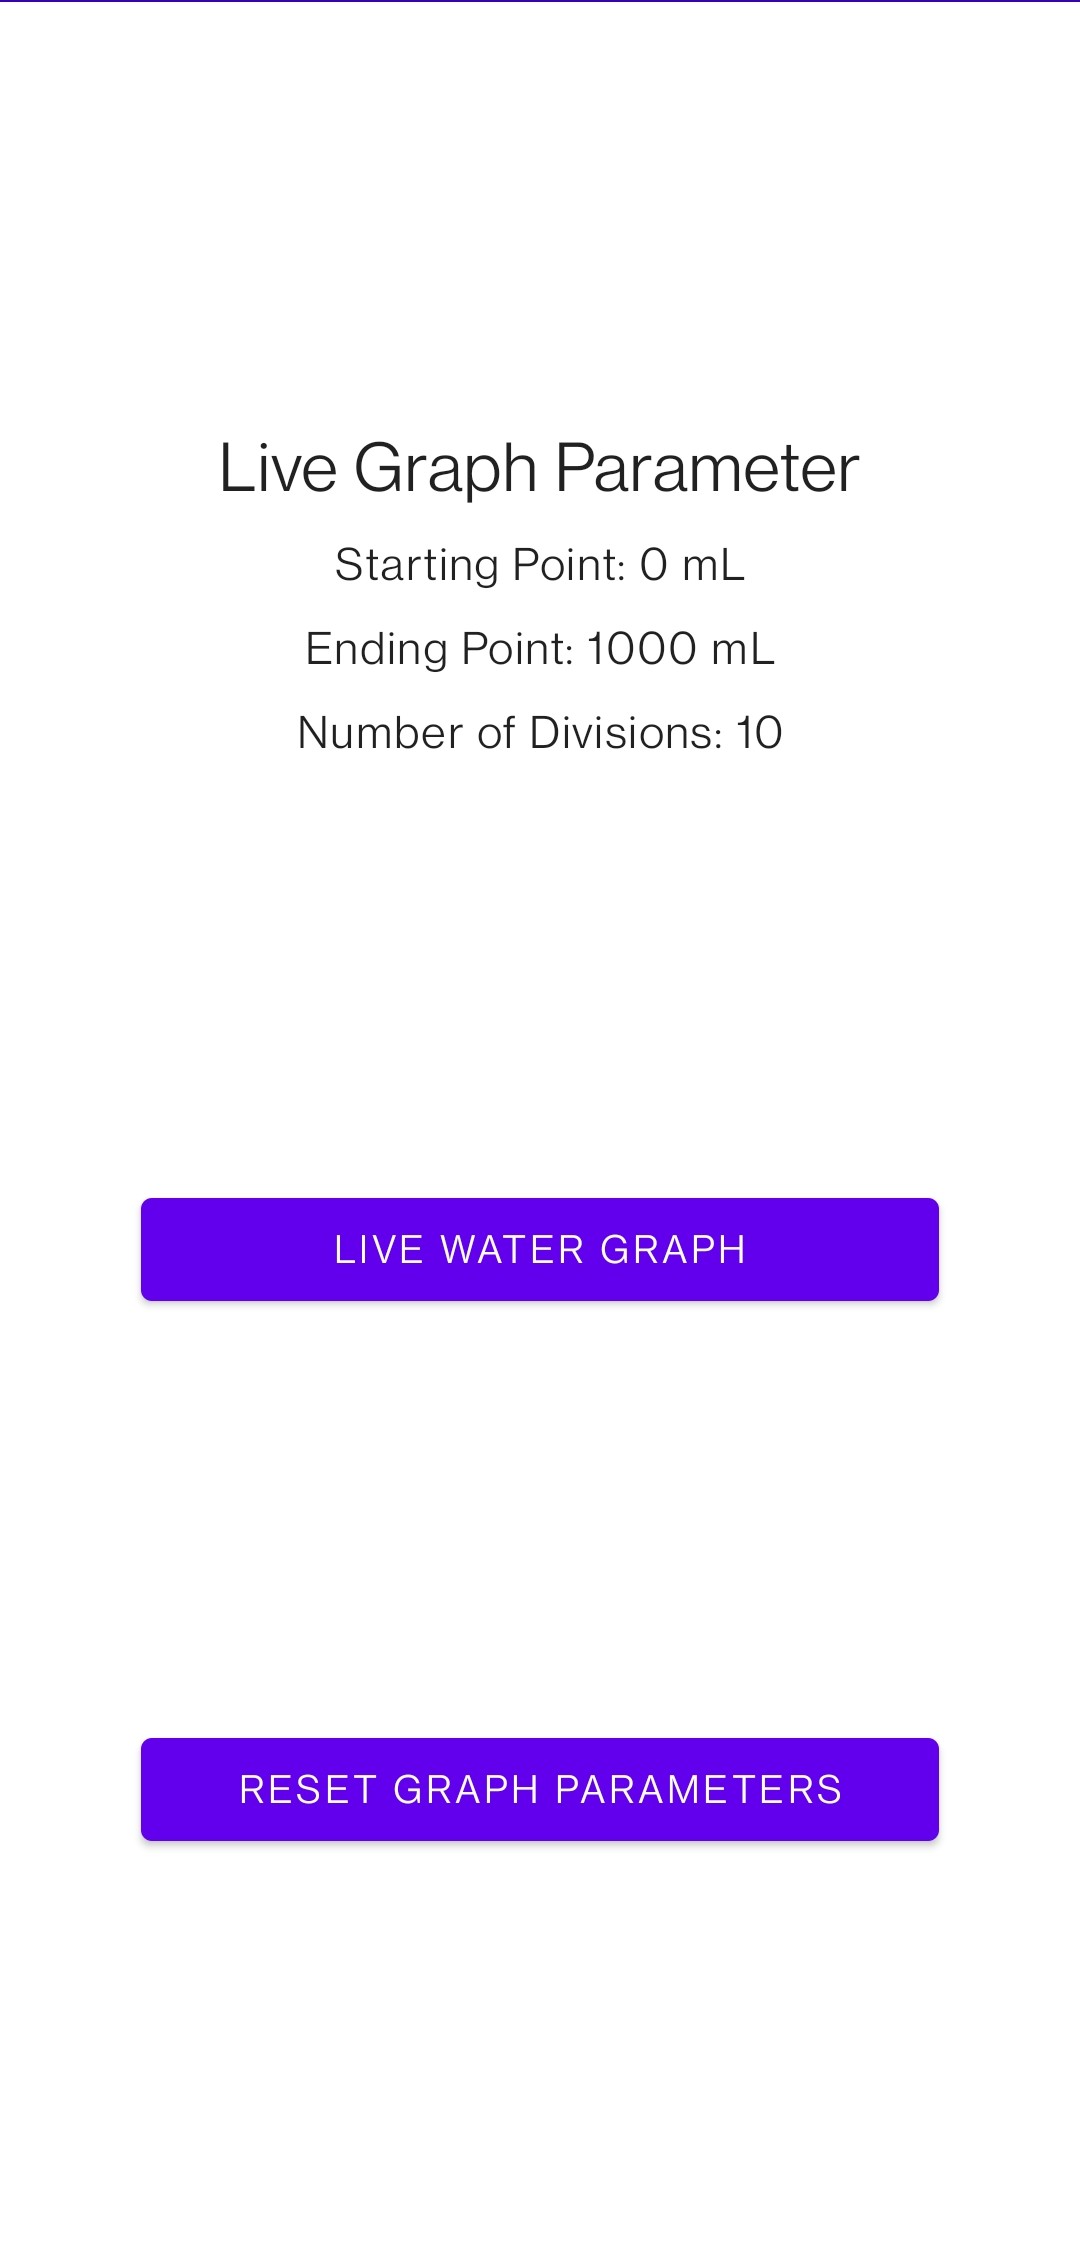 Live Graph Parameter
Starting Point: 0 mL
Ending Point: 1000 mL
Number of Divisions: 10
LIVE WATER GRAPH
RESET GRAPH PARAMETERS